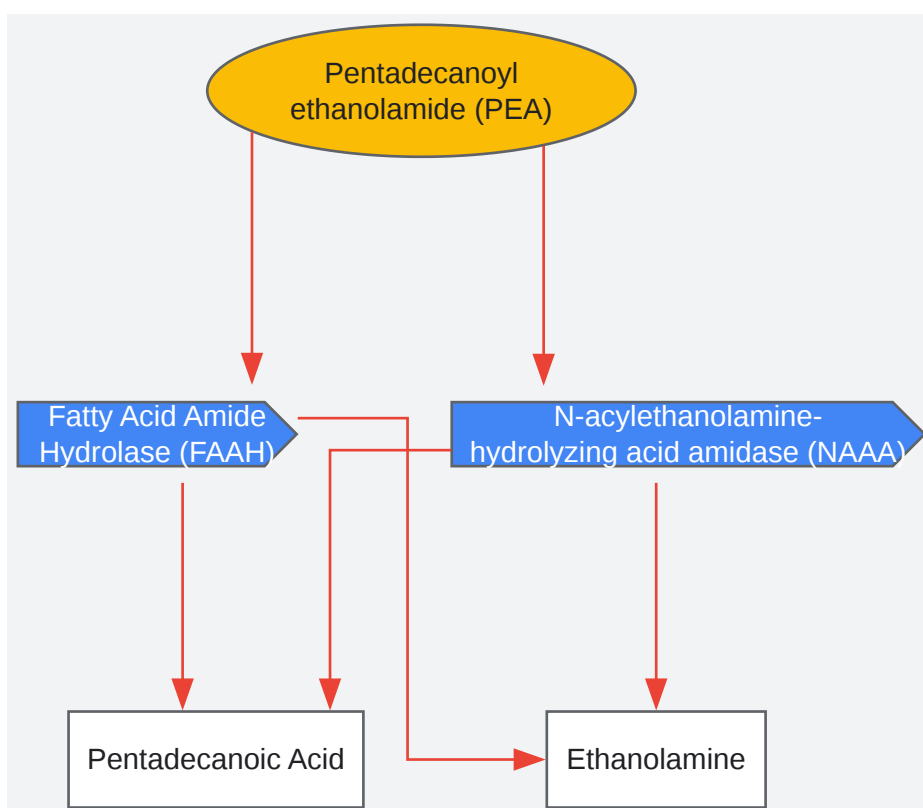 Pentadecanoyl
ethanolamide (PEA)
Fatty Acid Amide
Hydrolase (FAAH)
N-acylethanolamine-
hydrolyzing acid amidase (NAAA)
Pentadecanoic Acid
Ethanolamine